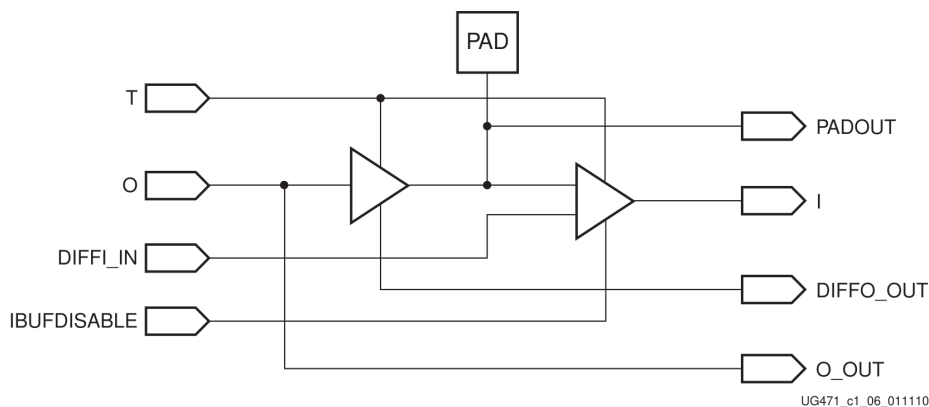 PAD
T
PADOUT
O
I
DIFFI_IN
DIFFO_OUT
IBUFDISABLE
O_OUT
UG471_c1_06_011110